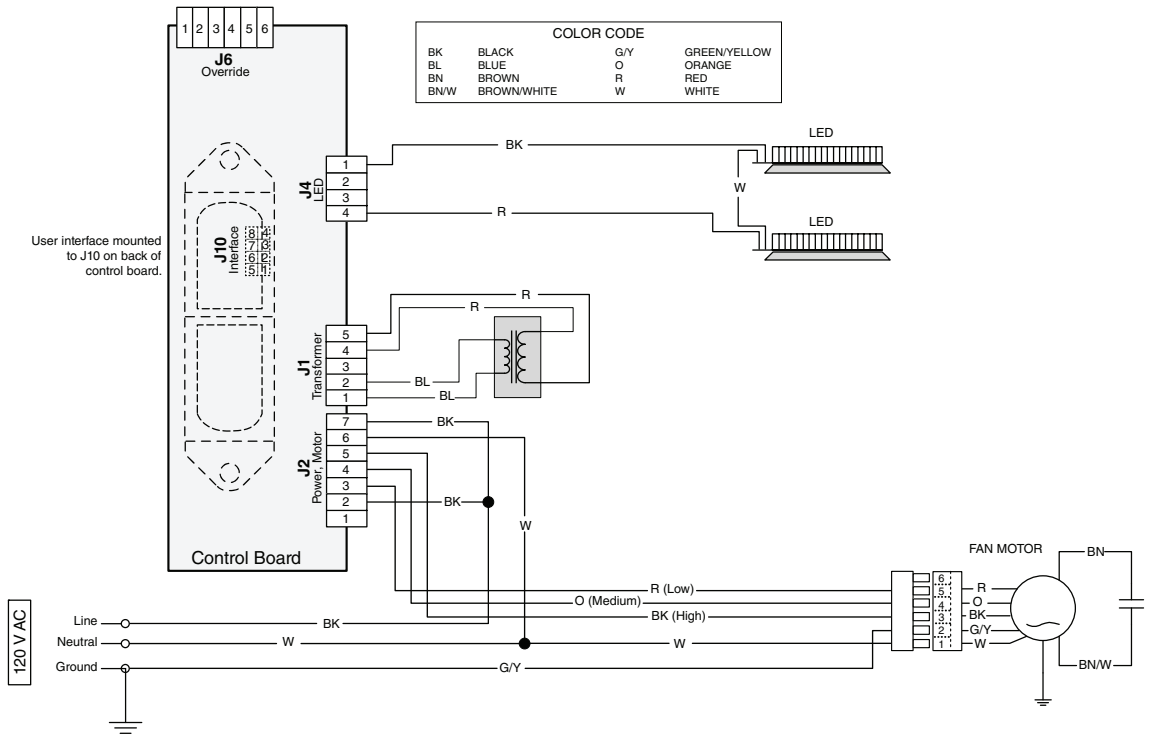 1 2 3 4 5 6
J6
Override
COLOR CODE
BK BLACK G/Y GREEN/YELLOW
BL BLUE O ORANGE
BN BROWN R RED
BN/W BROWN/WHITE W WHITE
LED
BK
1
2
3
4
J4
LED
W
R
LED
User interface mounted
to J10 on back of
control board.
J10
Interface
8 4
7 3
6 2
5 1
R
R
5
4
3
2
1
J1
Transformer
BL
BL
7
6
5
4
3
2
1
J2
Power, Motor
BK
BK
W
Control Board
FAN MOTOR
BN
R (Low)
O (Medium)
BK (High)
6
5
4
3
2
1
R
O
BK
G/Y
W
BN/W
120 V AC
Line
BK
Neutral
W
W
Ground
G/Y